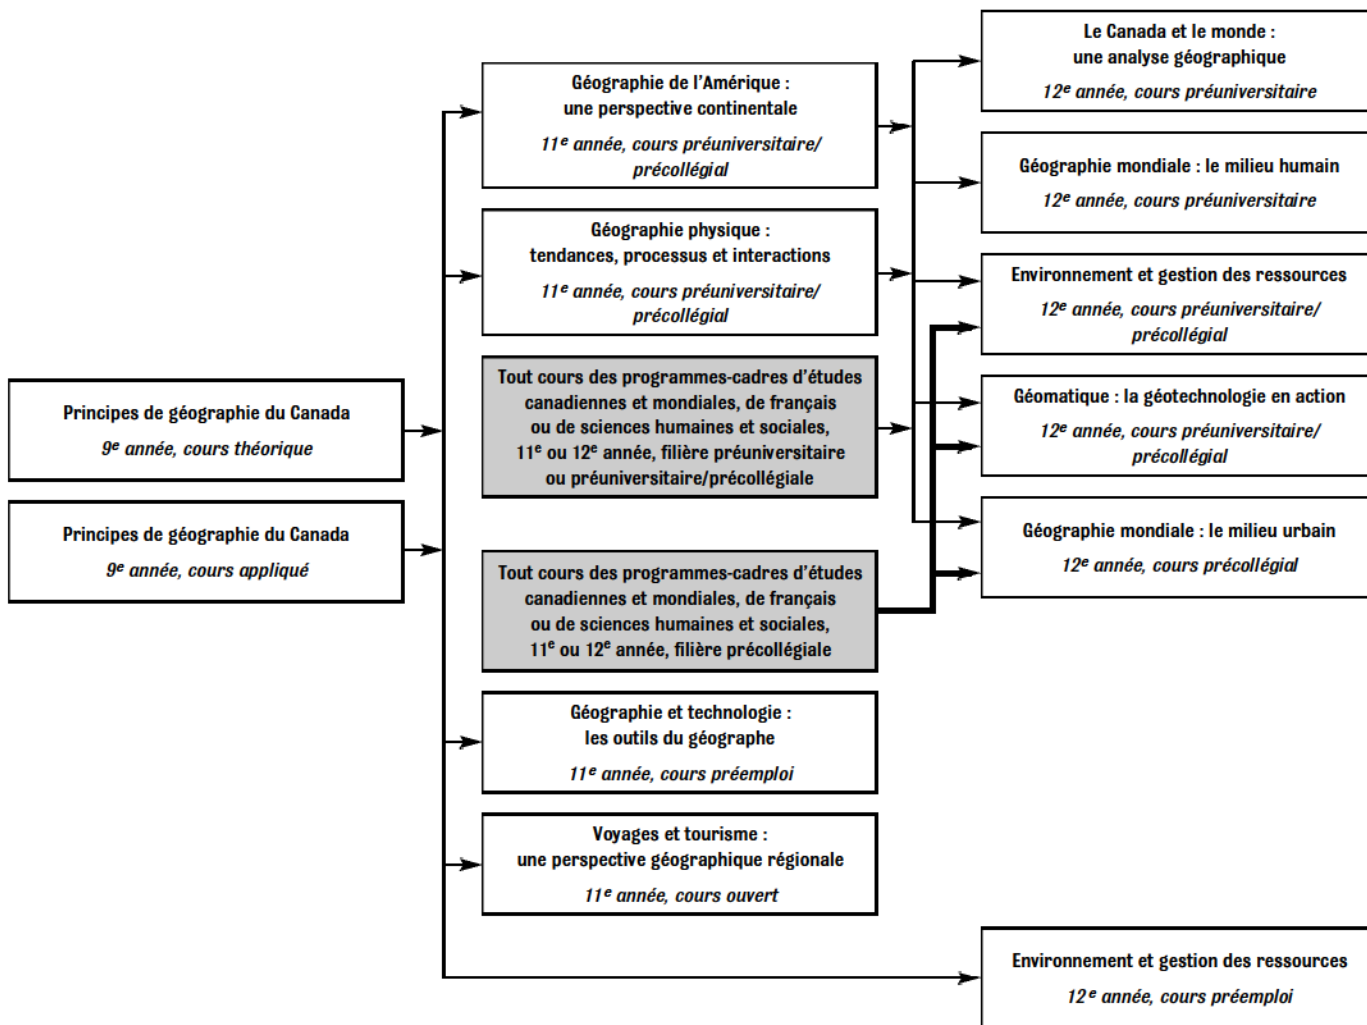 Principes de géographie du Canada
9e année, cours théorique
Principes de géographie du Canada
9e année, cours appliqué
Géographie de l'Amérique :
une perspective continentale
11e année, cours préuniversitaire/
précollégial
Géographie physique :
tendances, processus et interactions
11e année, cours préuniversitaire/
précollégial
Tout cours des programmes-cadres d'études
canadiennes et mondiales, de français
ou de sciences humaines et sociales,
11e ou 12e année, filière préuniversitaire
ou préuniversitaire/précollégiale
Tout cours des programmes-cadres d'études
canadiennes et mondiales, de français
ou de sciences humaines et sociales,
11e ou 12e année, filière précollégiale
Géographie et technologie :
les outils du géographe
11e année, cours préemploi
Voyages et tourisme :
une perspective géographique régionale
11e année, cours ouvert
Le Canada et le monde :
une analyse géographique
12e année, cours préuniversitaire
Géographie mondiale : le milieu humain
12e année, cours préuniversitaire
Environnement et gestion des ressources
12e année, cours préuniversitaire/
précollégial
Géomatique : la géotechnologie en action
12e année, cours préuniversitaire/
précollégial
Géographie mondiale : le milieu urbain
12e année, cours précollégial
Environnement et gestion des ressources
12e année, cours préemploi